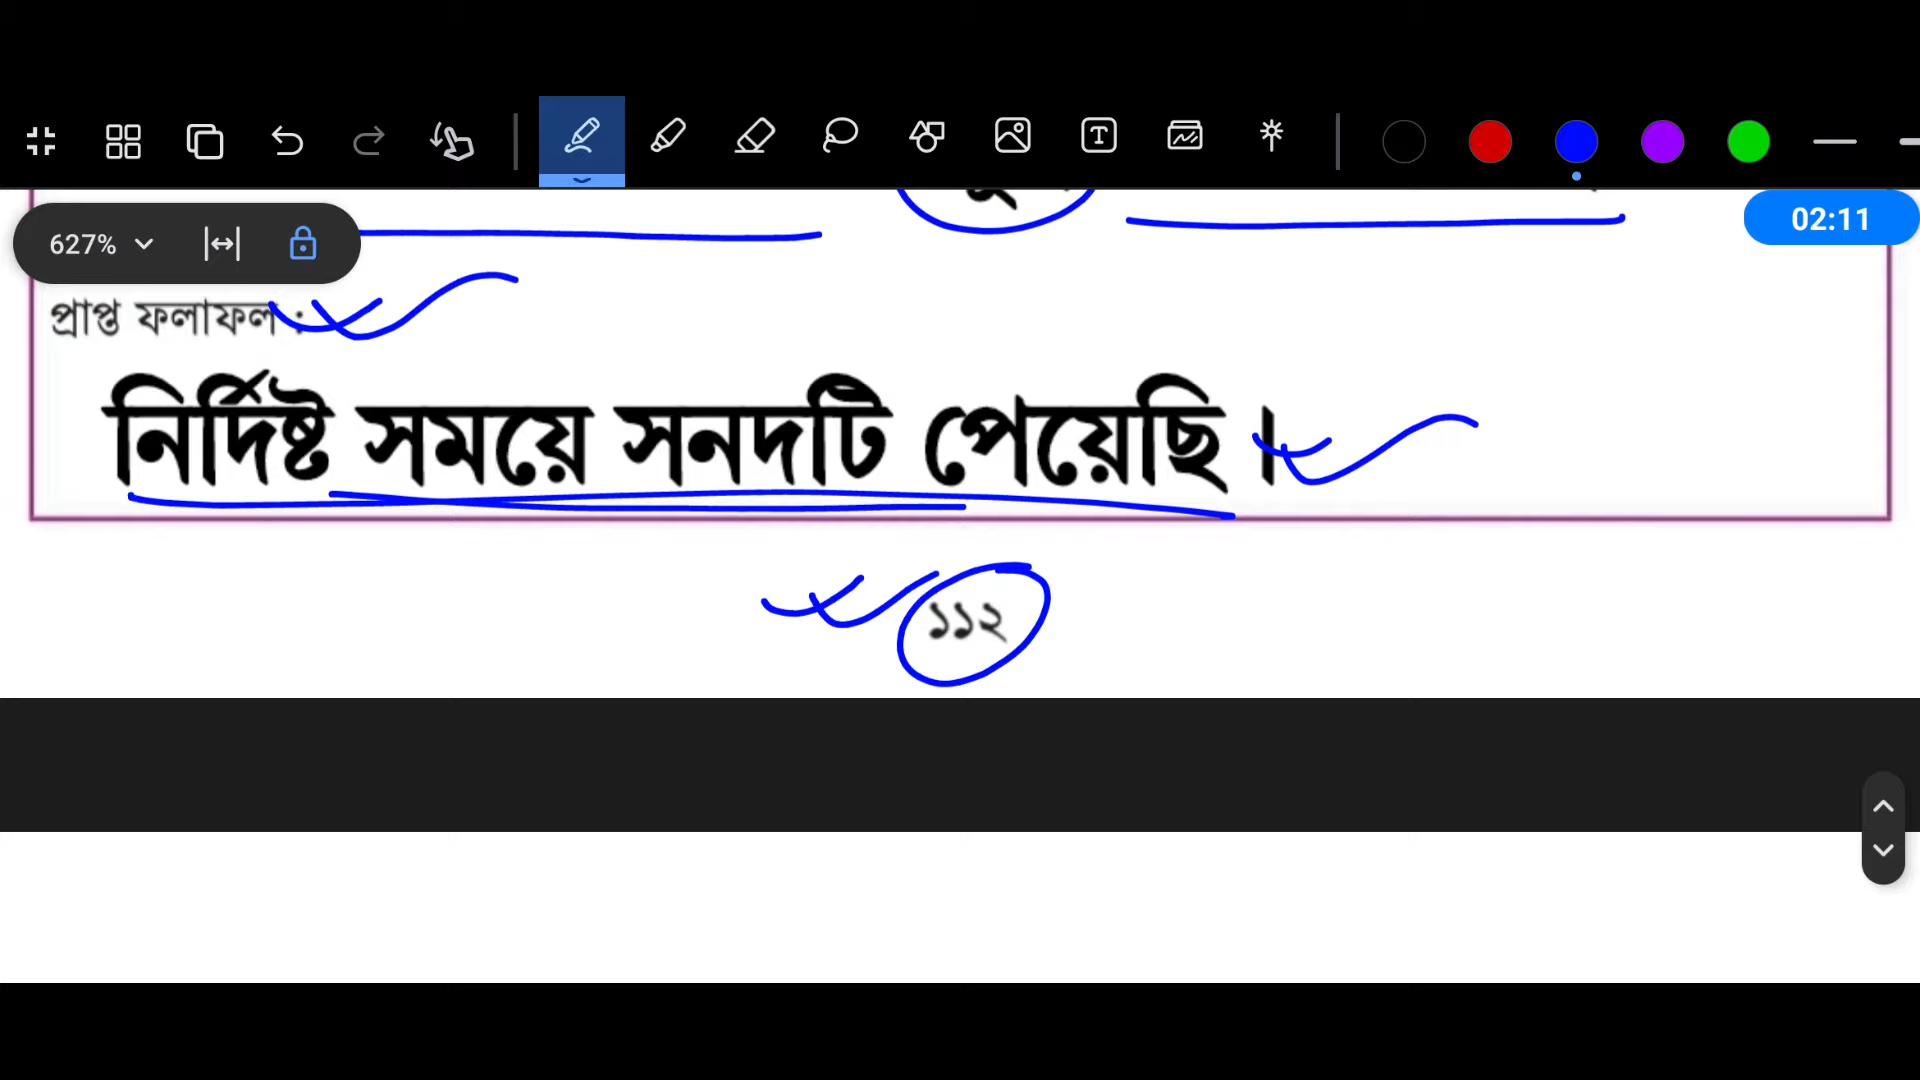 627%
02:11
প্রাপ্ত ফলাফল :
নির্দিষ্ট সময়ে সনদটি পেয়েছি ।
১১২